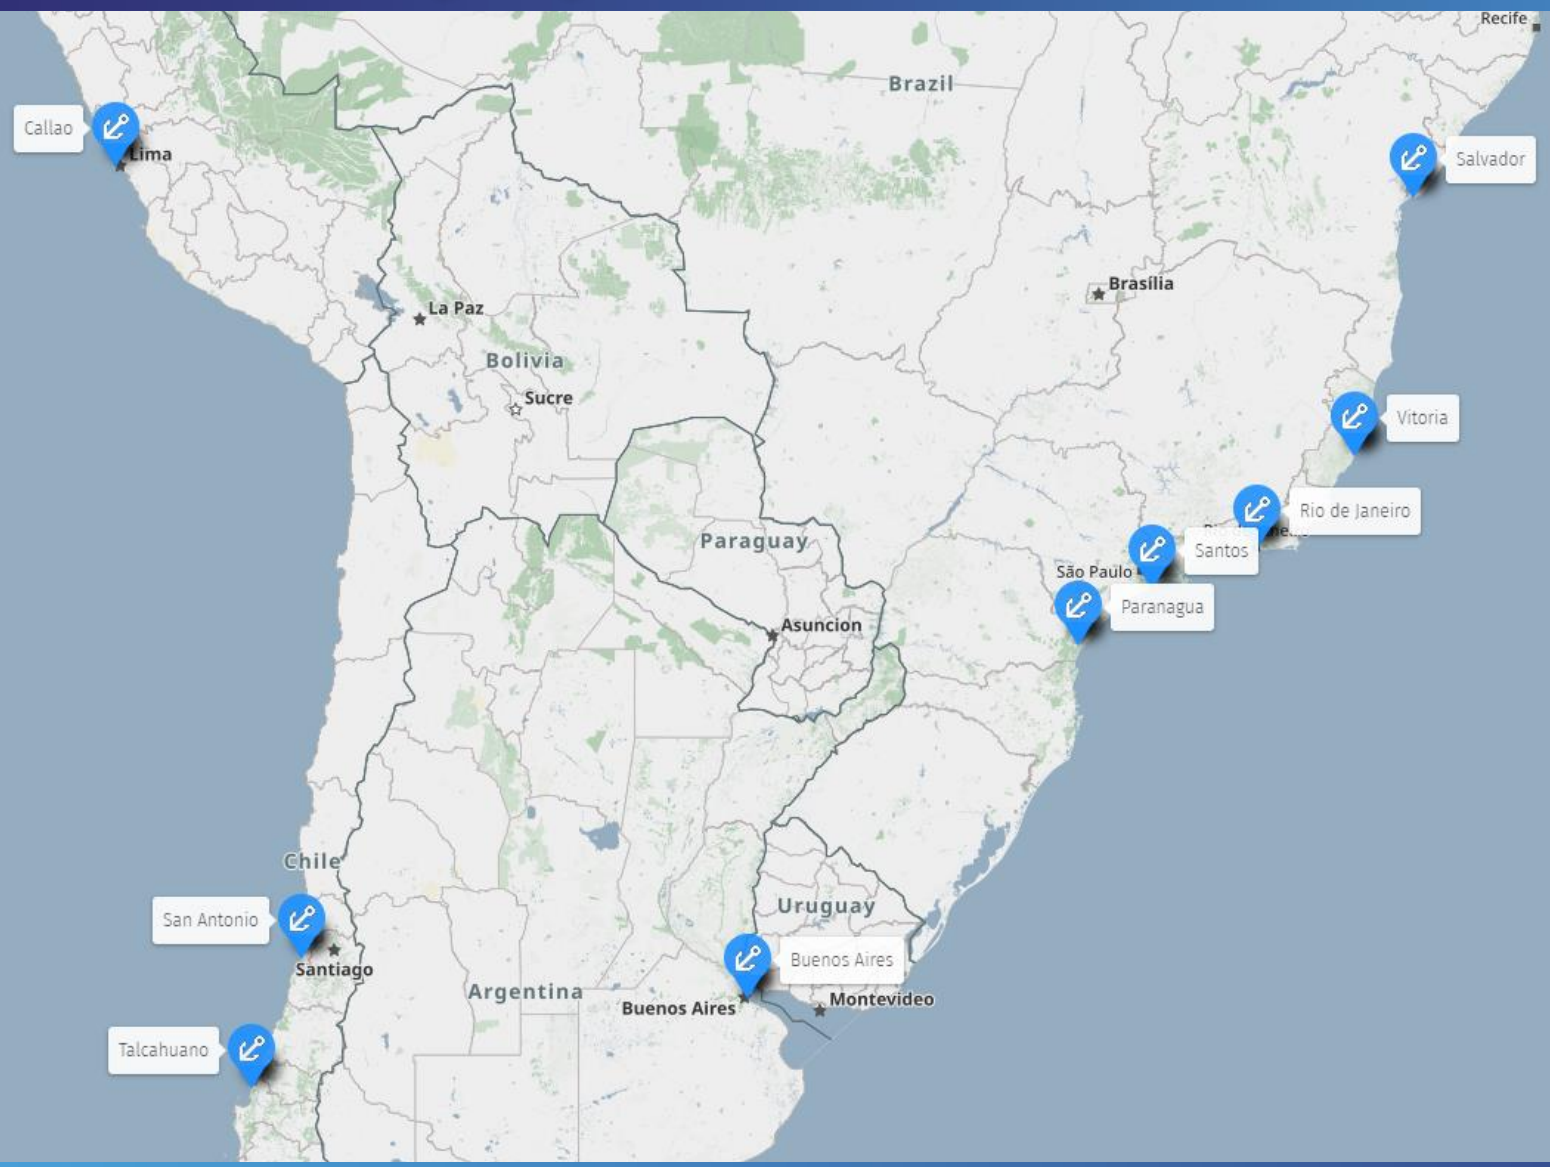 Recife
Brazil
Callao
Lima
Salvador
Brasília
La Paz
Bolivia
Sucre
Vitoria
Rio de Janeiro
Paraguay
Santos
São Paulo
Paranagua
Asuncion
Chile
Uruguay
San Antonio
Santiago
Buenos Aires
Argentina
Buenos Aires
Montevideo
Talcahuano